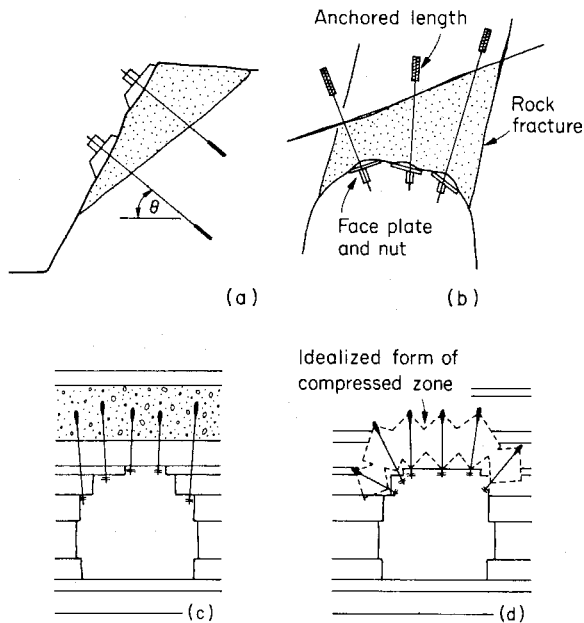 Anchored length
Rock
fracture
θ
Face plate
and nut
(a)
(b)
Idealized form of
compressed zone
(c)
(d)